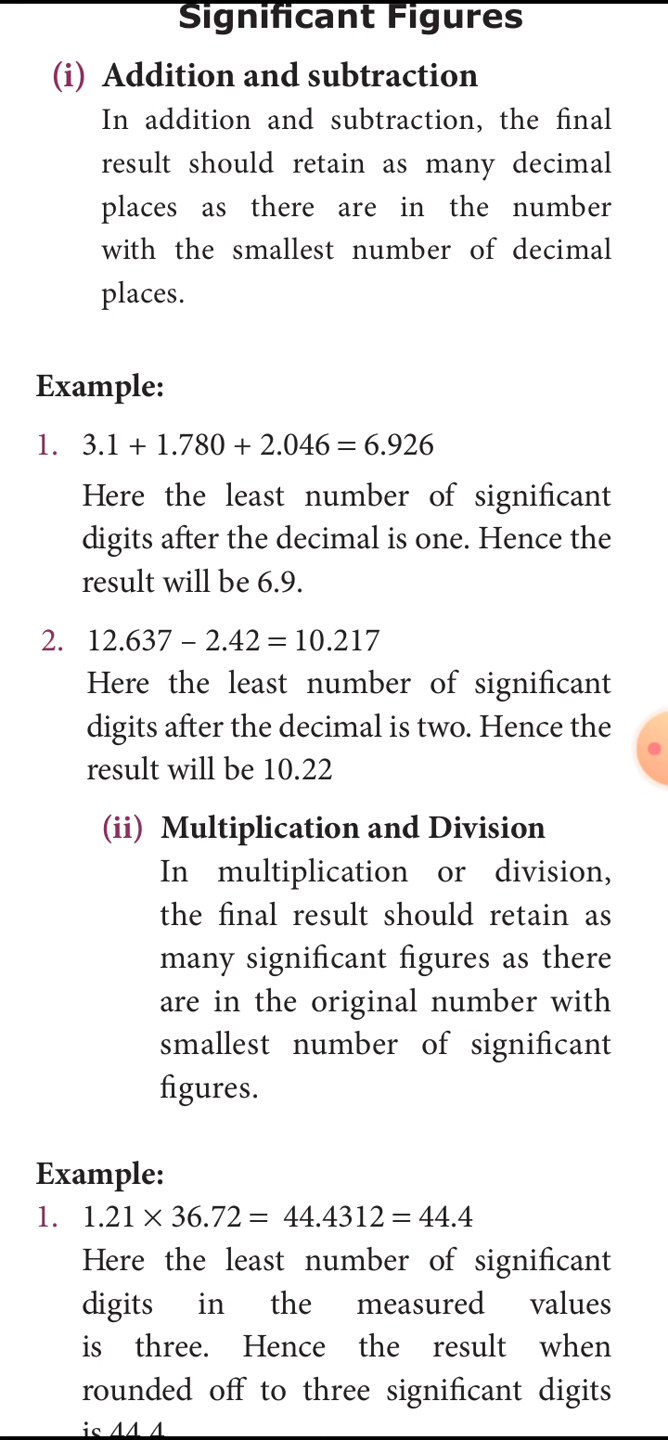 Significant Figures
(i) Addition and subtraction
In addition and subtraction, the final
result should retain as many decimal
places as there are in the number
with the smallest number of decimal
places.
Example:
1. 3.1 + 1.780 + 2.046 = 6.926
Here the least number of significant
digits after the decimal is one. Hence the
result will be 6.9.
2. 12.637 – 2.42 = 10.217
Here the least number of significant
digits after the decimal is two. Hence the
result will be 10.22
(ii) Multiplication and Division
In multiplication or division,
the final result should retain as
many significant figures as there
are in the original number with
smallest number of significant
figures.
Example:
1. 1.21 × 36.72 = 44.4312 = 44.4
Here the least number of significant
digits in the measured values
is three. Hence the result when
rounded off to three significant digits
is 44.4